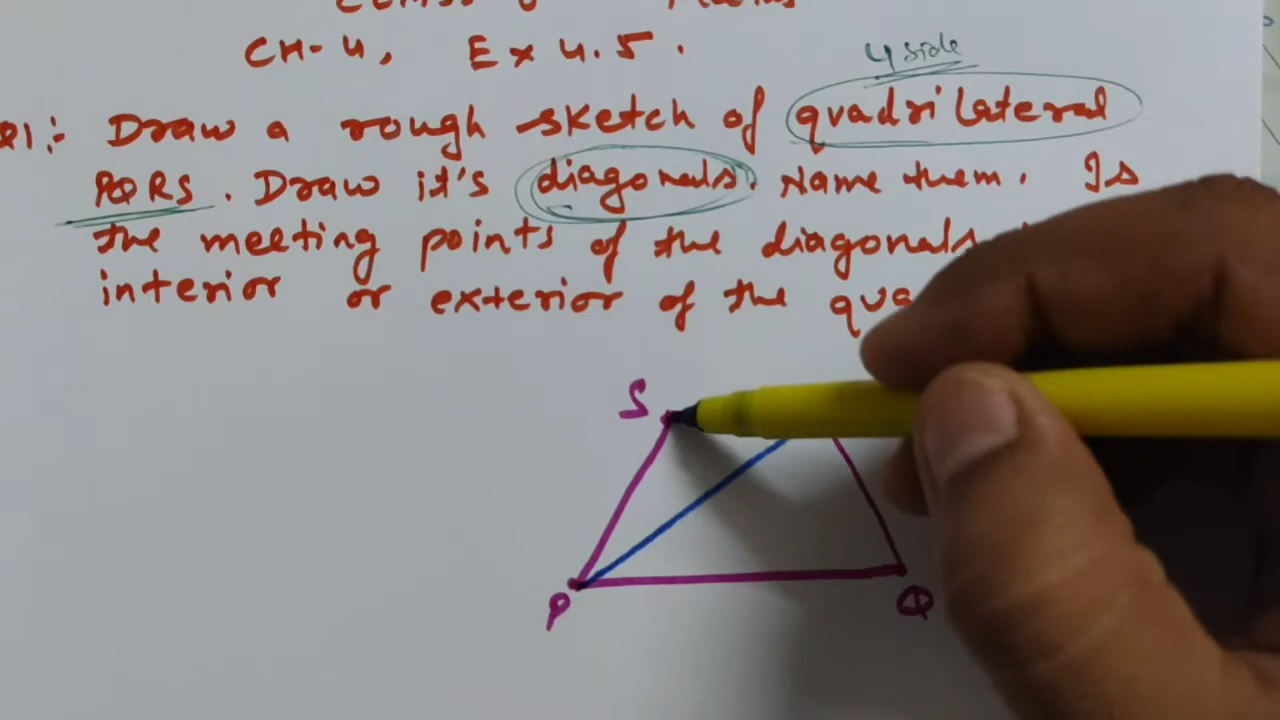 CH-4, Ex 4.5.
4 side
Q1:- Draw a rough sketch of quadrilateral
PQRS. Draw it's diagonals. Name them. Is
the meeting points of the diagonals
interior or exterior of the
S
P
Q